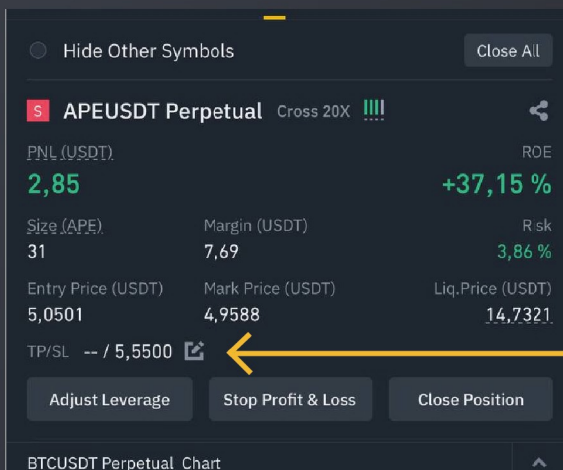 Hide Other Symbols Close All
S APEUSDT Perpetual Cross 20X
PNL (USDT) ROE
2,85 +37,15 %
Size (APE) Margin (USDT) Risk
31 7,69 3,86 %
Entry Price (USDT) Mark Price (USDT) Liq.Price (USDT)
5,0501 4,9588 14,7321
TP/SL -- / 5,5500
Adjust Leverage Stop Profit & Loss Close Position
BTCUSDT Perpetual Chart